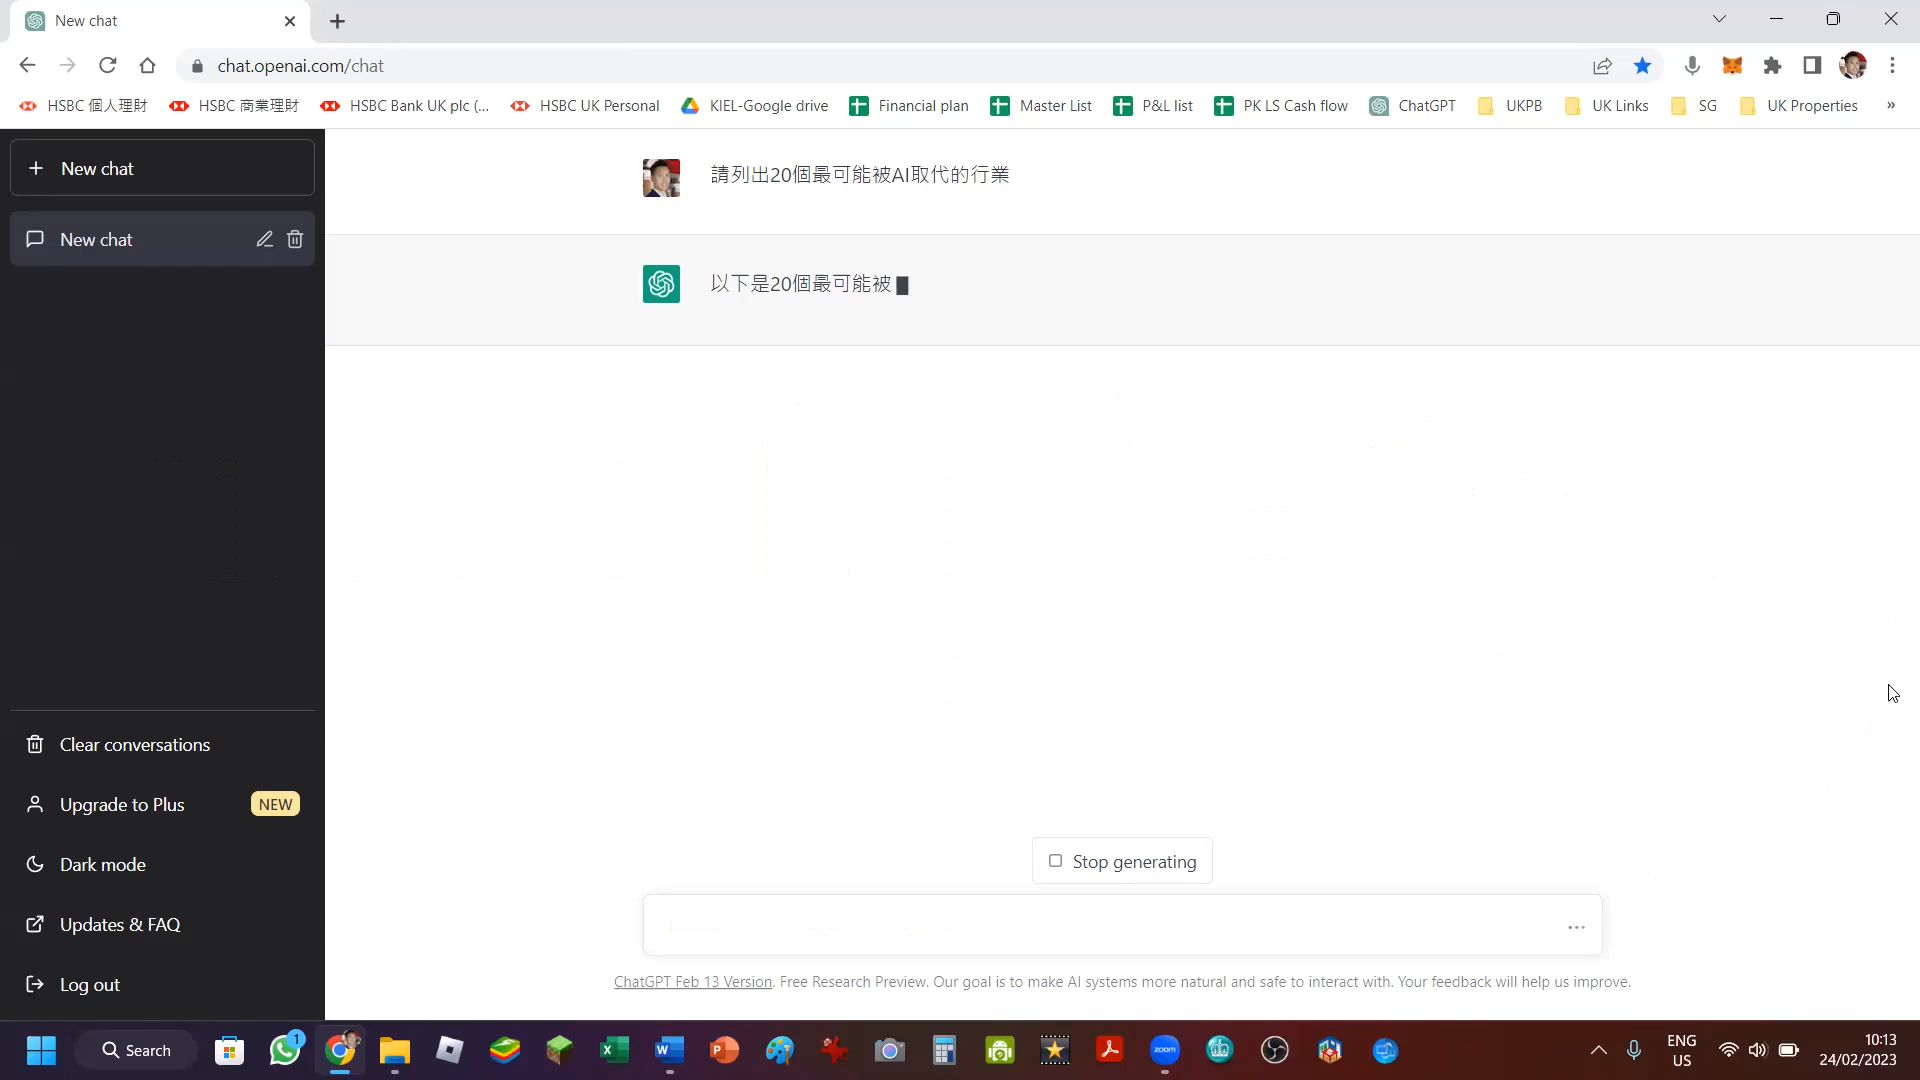 New chat
chat.openai.com/chat
HSBC 個人理財
HSBC 商業理財
HSBC Bank UK plc (...
HSBC UK Personal
KIEL-Google drive
Financial plan
Master List
P&L list
PK LS Cash flow
ChatGPT
UKPB
UK Links
SG
UK Properties
»
New chat
請列出20個最可能被AI取代的行業
New chat
以下是20個最可能被
Clear conversations
Upgrade to Plus
NEW
Dark mode
Updates & FAQ
Log out
Stop generating
ChatGPT Feb 13 Version. Free Research Preview. Our goal is to make AI systems more natural and safe to interact with. Your feedback will help us improve.
Search
1
zoom
ENG
US
10:13
24/02/2023